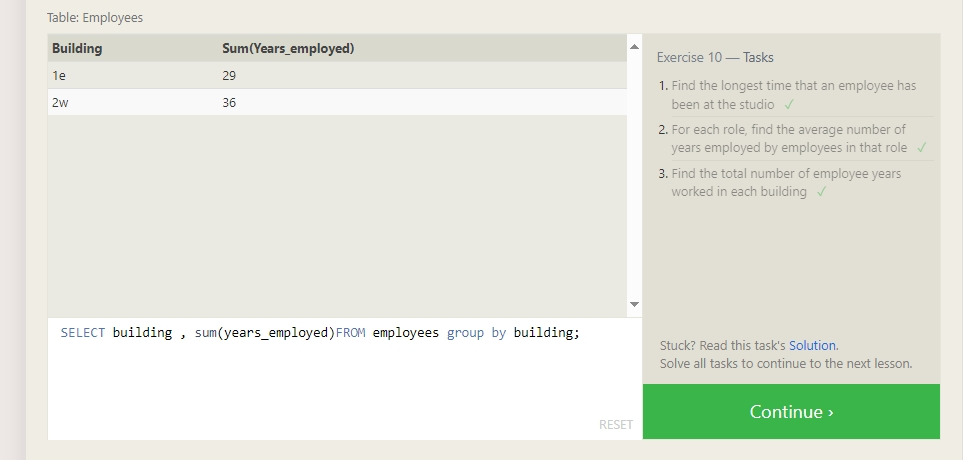 Table: Employees
Building Sum(Years_employed)
1e 29
2w 36
SELECT building , sum(years_employed)FROM employees group by building;
RESET
Exercise 10 — Tasks
1. Find the longest time that an employee has
been at the studio ✓
2. For each role, find the average number of
years employed by employees in that role ✓
3. Find the total number of employee years
worked in each building ✓
Stuck? Read this task's Solution.
Solve all tasks to continue to the next lesson.
Continue ›